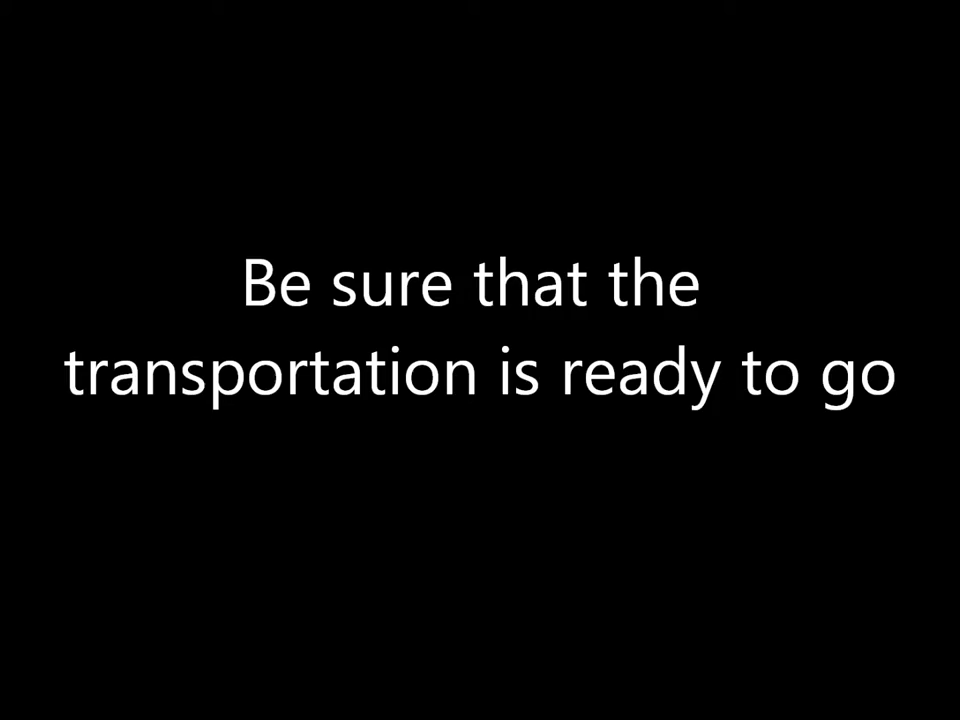 Be sure that the
transportation is ready to go